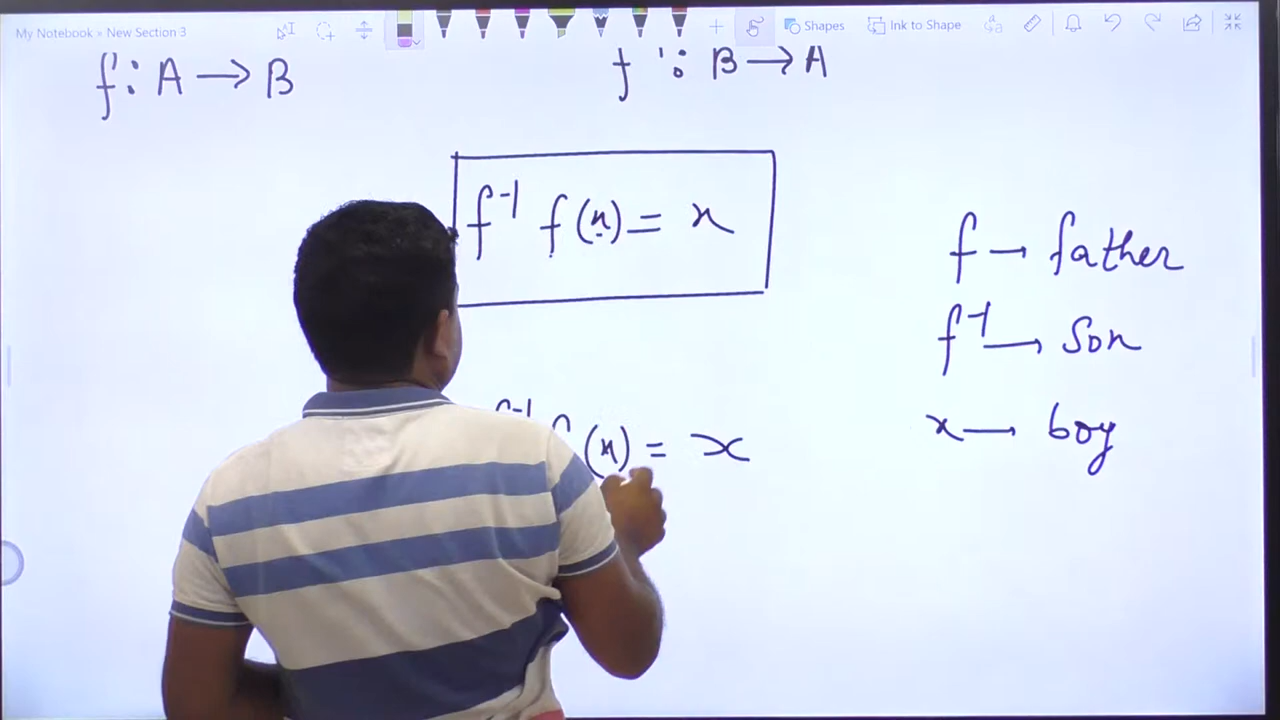 My Notebook » New Section 3
Shapes
Ink to Shape
f : A → B
f ' : B → A
f⁻¹ f(x) = x
f → father
f⁻¹ → Son
x → boy
f⁻¹ f (x) = x